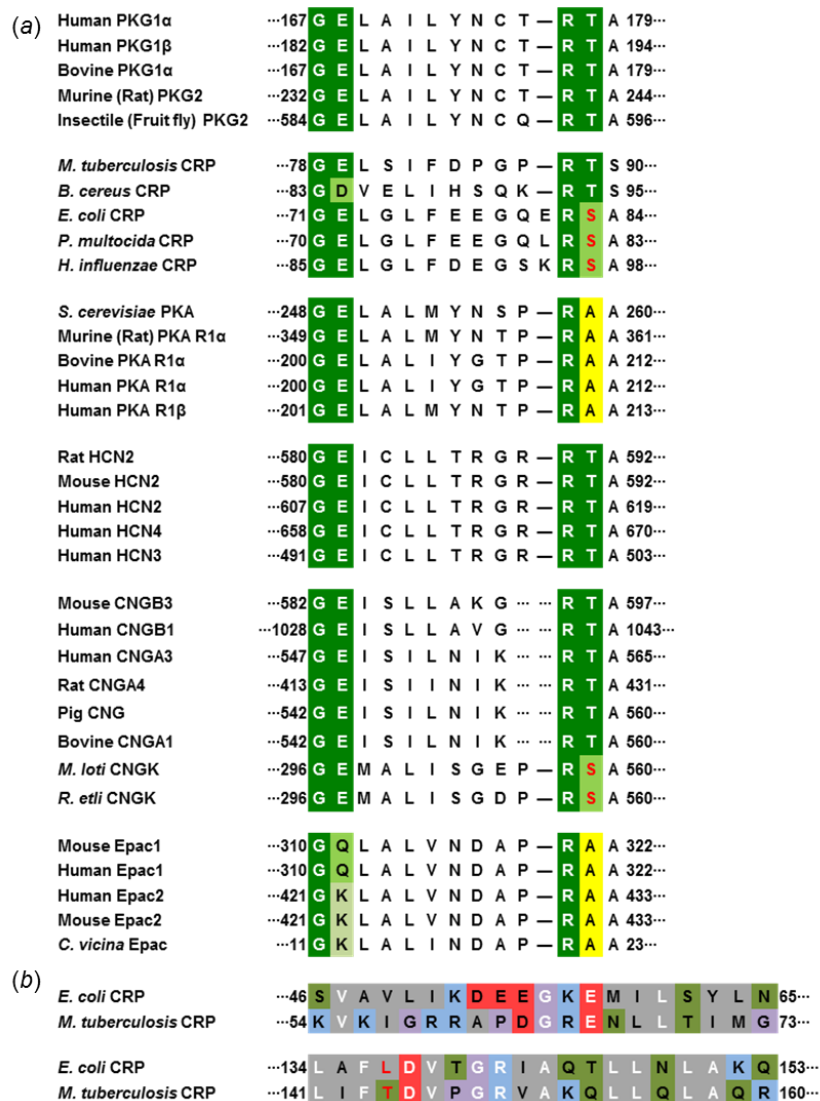 (a)
Human PKG1α ···167 G E L A I L Y N C T — R T A 179···
Human PKG1β ···182 G E L A I L Y N C T — R T A 194···
Bovine PKG1α ···167 G E L A I L Y N C T — R T A 179···
Murine (Rat) PKG2 ···232 G E L A I L Y N C T — R T A 244···
Insectile (Fruit fly) PKG2 ···584 G E L A I L Y N C Q — R T A 596···
M. tuberculosis CRP ···78 G E L S I F D P G P — R T S 90···
B. cereus CRP ···83 G D V E L I H S Q K — R T S 95···
E. coli CRP ···71 G E L G L F E E G Q E R S A 84···
P. multocida CRP ···70 G E L G L F E E G Q L R S A 83···
H. influenzae CRP ···85 G E L G L F D E G S K R S A 98···
S. cerevisiae PKA ···248 G E L A L M Y N S P — R A A 260···
Murine (Rat) PKA R1α ···349 G E L A L M Y N T P — R A A 361···
Bovine PKA R1α ···200 G E L A L I Y G T P — R A A 212···
Human PKA R1α ···200 G E L A L I Y G T P — R A A 212···
Human PKA R1β ···201 G E L A L M Y N T P — R A A 213···
Rat HCN2 ···580 G E I C L L T R G R — R T A 592···
Mouse HCN2 ···580 G E I C L L T R G R — R T A 592···
Human HCN2 ···607 G E I C L L T R G R — R T A 619···
Human HCN4 ···658 G E I C L L T R G R — R T A 670···
Human HCN3 ···491 G E I C L L T R G R — R T A 503···
Mouse CNGB3 ···582 G E I S L L A K G ··· ··· R T A 597···
Human CNGB1 ···1028 G E I S L L A V G ··· ··· R T A 1043···
Human CNGA3 ···547 G E I S I L N I K ··· ··· R T A 565···
Rat CNGA4 ···413 G E I S I I N I K ··· ··· R T A 431···
Pig CNG ···542 G E I S I L N I K ··· ··· R T A 560···
Bovine CNGA1 ···542 G E I S I L N I K ··· ··· R T A 560···
M. loti CNGK ···296 G E M A L I S G E P — R S A 560···
R. etli CNGK ···296 G E M A L I S G D P — R S A 560···
Mouse Epac1 ···310 G Q L A L V N D A P — R A A 322···
Human Epac1 ···310 G Q L A L V N D A P — R A A 322···
Human Epac2 ···421 G K L A L V N D A P — R A A 433···
Mouse Epac2 ···421 G K L A L V N D A P — R A A 433···
C. vicina Epac ···11 G K L A L I N D A P — R A A 23···
(b)
E. coli CRP ···46 S V A V L I K D E E G K E M I L S Y L N 65···
M. tuberculosis CRP ···54 K V K I G R R A P D G R E N L L T I M G 73···
E. coli CRP ···134 L A F L D V T G R I A Q T L L N L A K Q 153···
M. tuberculosis CRP ···141 L I F T D V P G R V A K Q L L Q L A Q R 160···